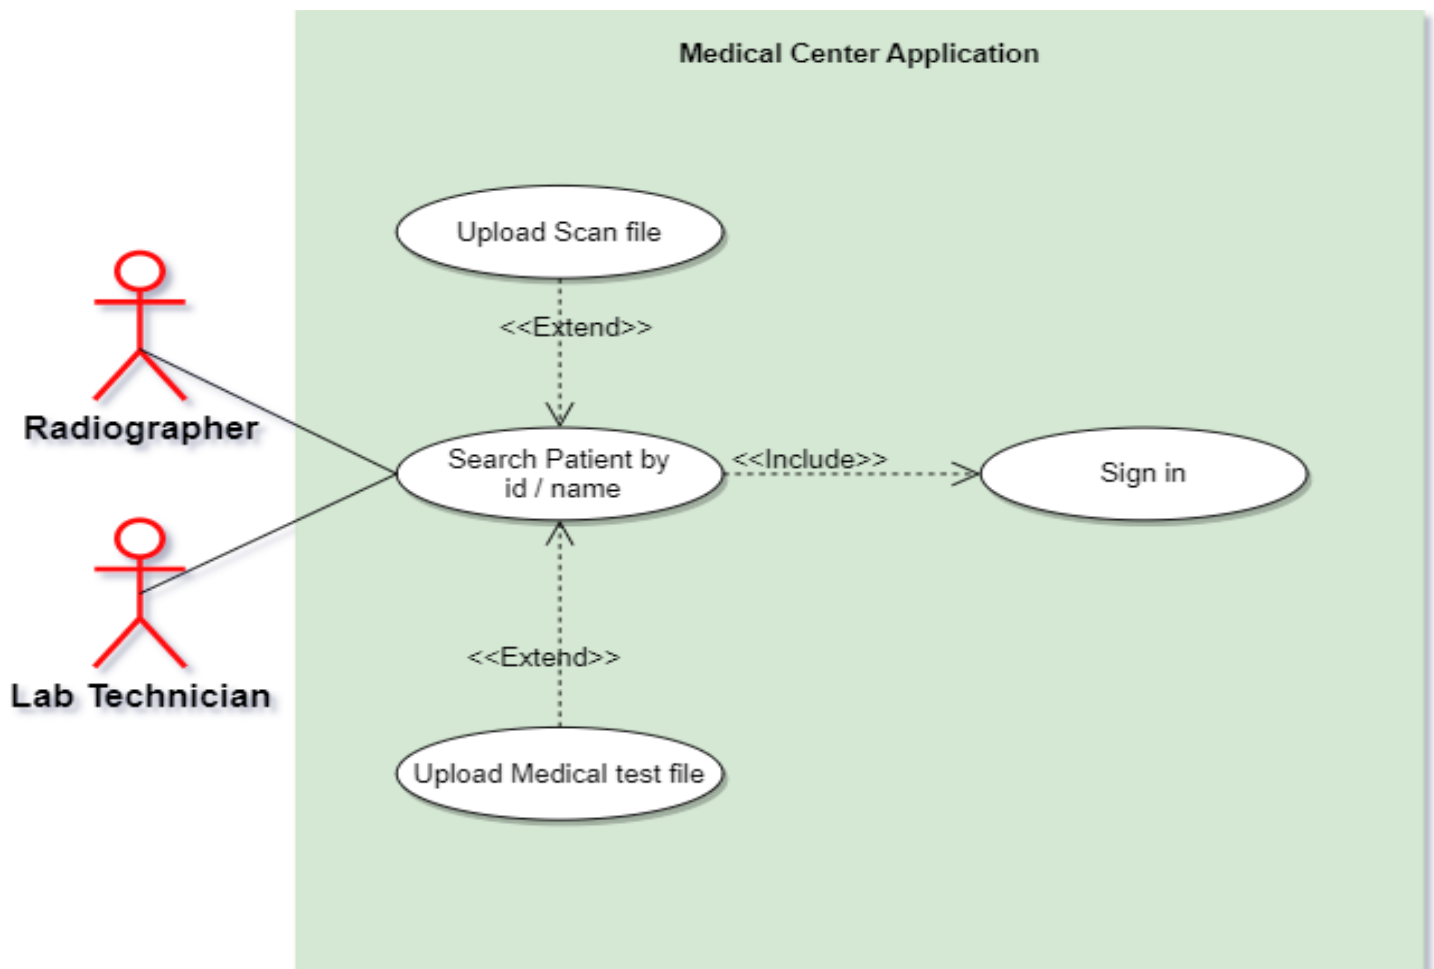 Medical Center Application
Upload Scan file
<<Extend>>
Radiographer
Search Patient by
id / name
<<Include>>
Sign in
Lab Technician
<<Extend>>
Upload Medical test file